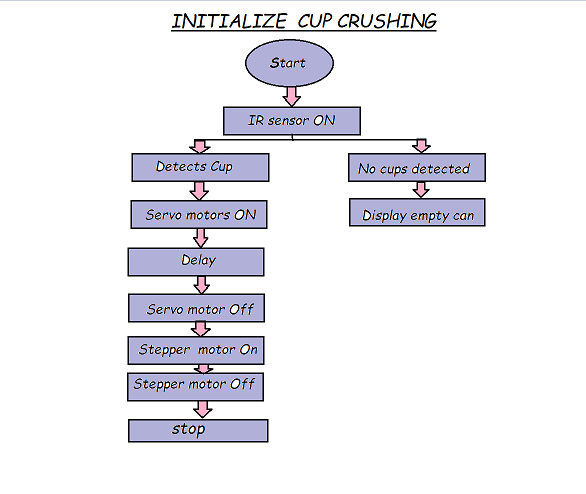 INITIALIZE CUP CRUSHING
Start
IR sensor ON
Detects Cup
No cups detected
Servo motors ON
Display empty can
Delay
Servo motor Off
Stepper motor On
Stepper motor Off
stop